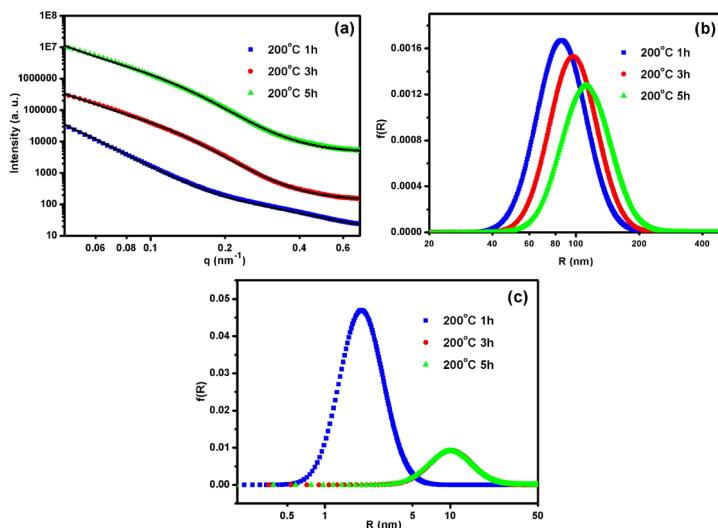 (a)
200°C 1h
200°C 3h
200°C 5h
1E8
1E7
1000000
100000
10000
1000
100
10
Intensity (a. u.)
0.06 0.08 0.1 0.2 0.4 0.6
q (nm⁻¹)
(b)
200°C 1h
200°C 3h
200°C 5h
0.0016
0.0012
0.0008
0.0004
0.0000
f(R)
20 40 60 80 100 200 400
R (nm)
(c)
200°C 1h
200°C 3h
200°C 5h
0.05
0.04
0.03
0.02
0.01
0.00
f(R)
0.5 1 5 10 50
R (nm)